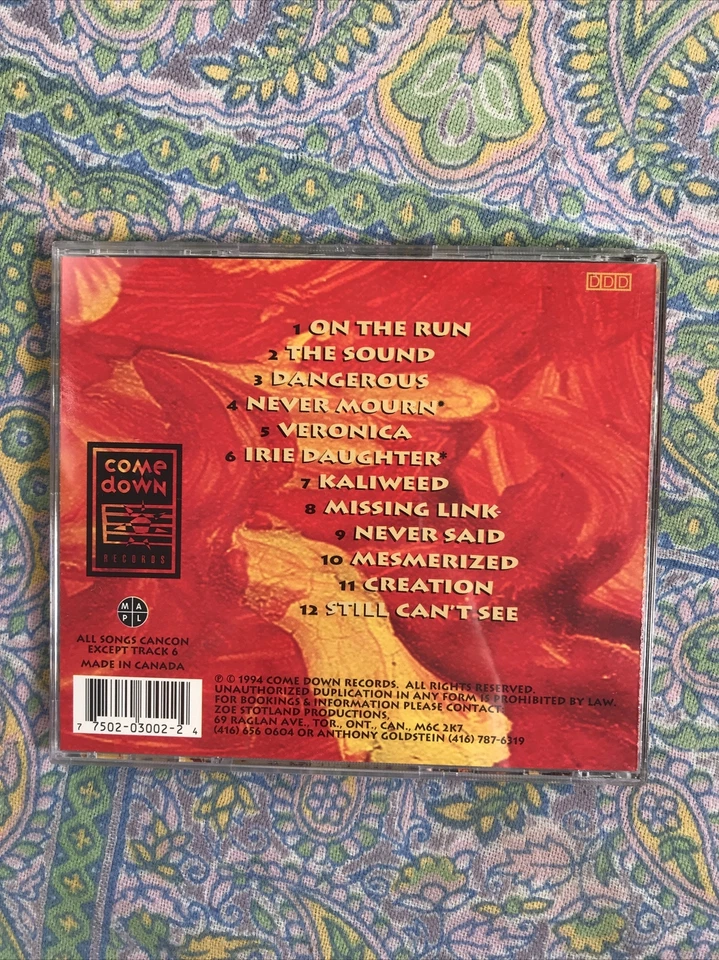 DDD
1 ON THE RUN
2 THE SOUND
3 DANGEROUS
4 NEVER MOURN*
5 VERONICA
6 IRIE DAUGHTER*
7 KALIWEED
8 MISSING LINK
9 NEVER SAID
10 MESMERIZED
11 CREATION
12 STILL CAN'T SEE
COME
DOWN
RECORDS
M A
P L
ALL SONGS CANCON
EXCEPT TRACK 6
MADE IN CANADA
7 7502-03002-2 4
℗ © 1994 COME DOWN RECORDS. ALL RIGHTS RESERVED.
UNAUTHORIZED DUPLICATION IN ANY FORM IS PROHIBITED BY LAW.
FOR BOOKINGS & INFORMATION PLEASE CONTACT
ZOE STOTLAND PRODUCTIONS,
69 RAGLAN AVE., TOR., ONT., CAN., M6C 2K7,
(416) 656 0604 OR ANTHONY GOLDSTEIN (416) 787-6319